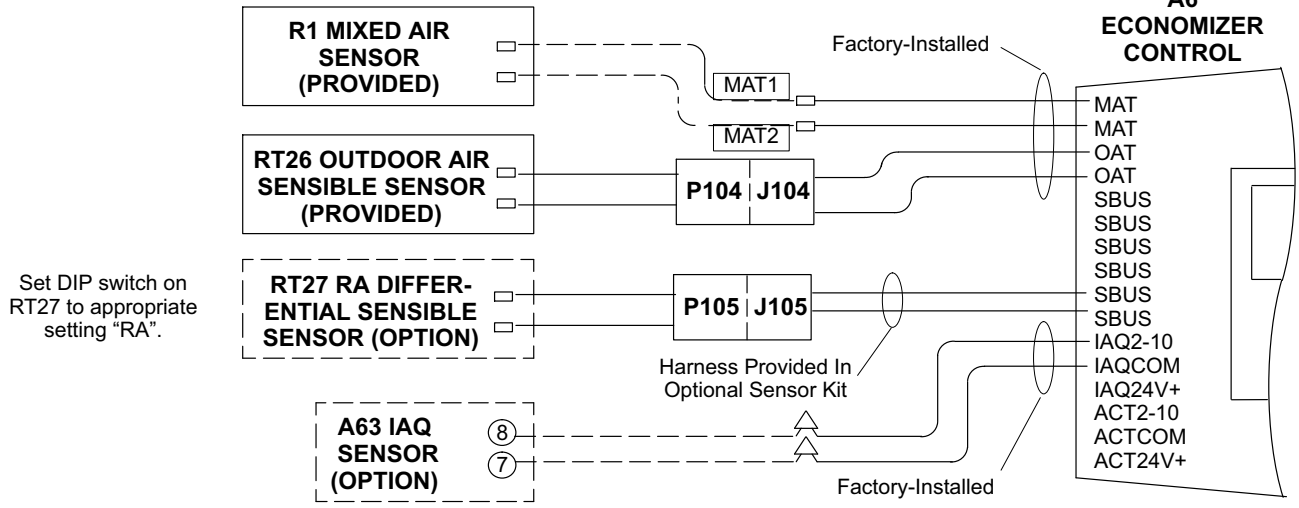 A6
ECONOMIZER
CONTROL
R1 MIXED AIR
SENSOR
(PROVIDED)
Factory-Installed
MAT1
MAT2
MAT
MAT
OAT
OAT
SBUS
SBUS
SBUS
SBUS
SBUS
SBUS
IAQ2-10
IAQCOM
IAQ24V+
ACT2-10
ACTCOM
ACT24V+
RT26 OUTDOOR AIR
SENSIBLE SENSOR
(PROVIDED)
P104 J104
Set DIP switch on
RT27 to appropriate
setting “RA”.
RT27 RA DIFFER-
ENTIAL SENSIBLE
SENSOR (OPTION)
P105 J105
Harness Provided In
Optional Sensor Kit
A63 IAQ
SENSOR
(OPTION)
8
7
Factory-Installed